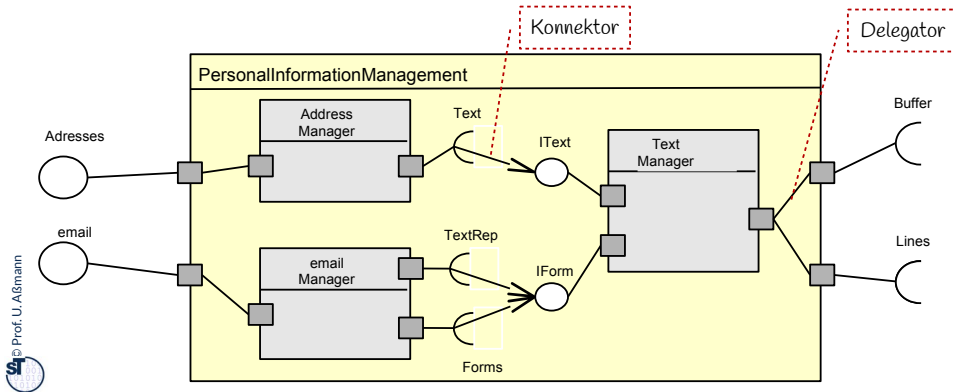 Konnektor
Delegator
PersonalInformationManagement
Address
Manager
Text
IText
Text
Manager
Buffer
Adresses
email
TextRep
IForm
email
Manager
Lines
Forms
© Prof. U. Aßmann
ST